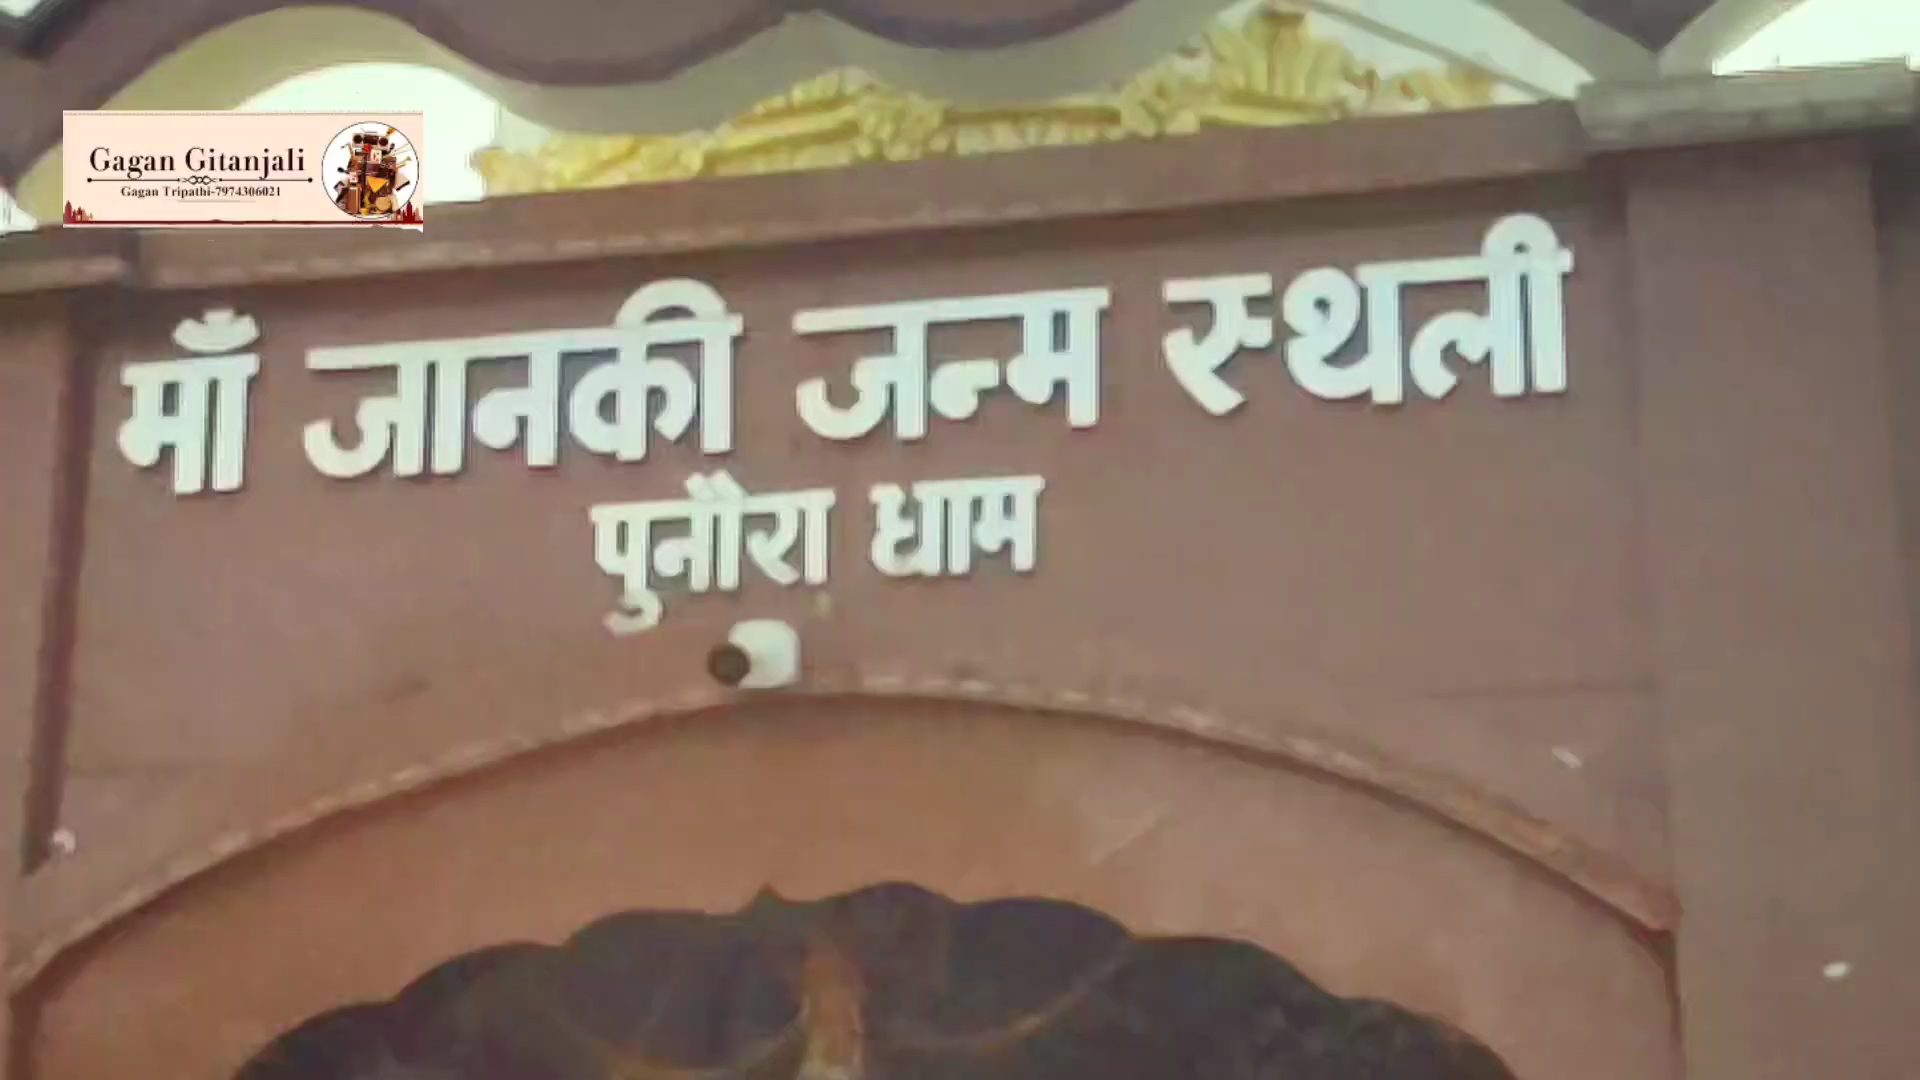 Gagan Gitanjali
Gagan Tripathi-7974306021
माँ जानकी जन्म स्थली
पुनौरा धाम